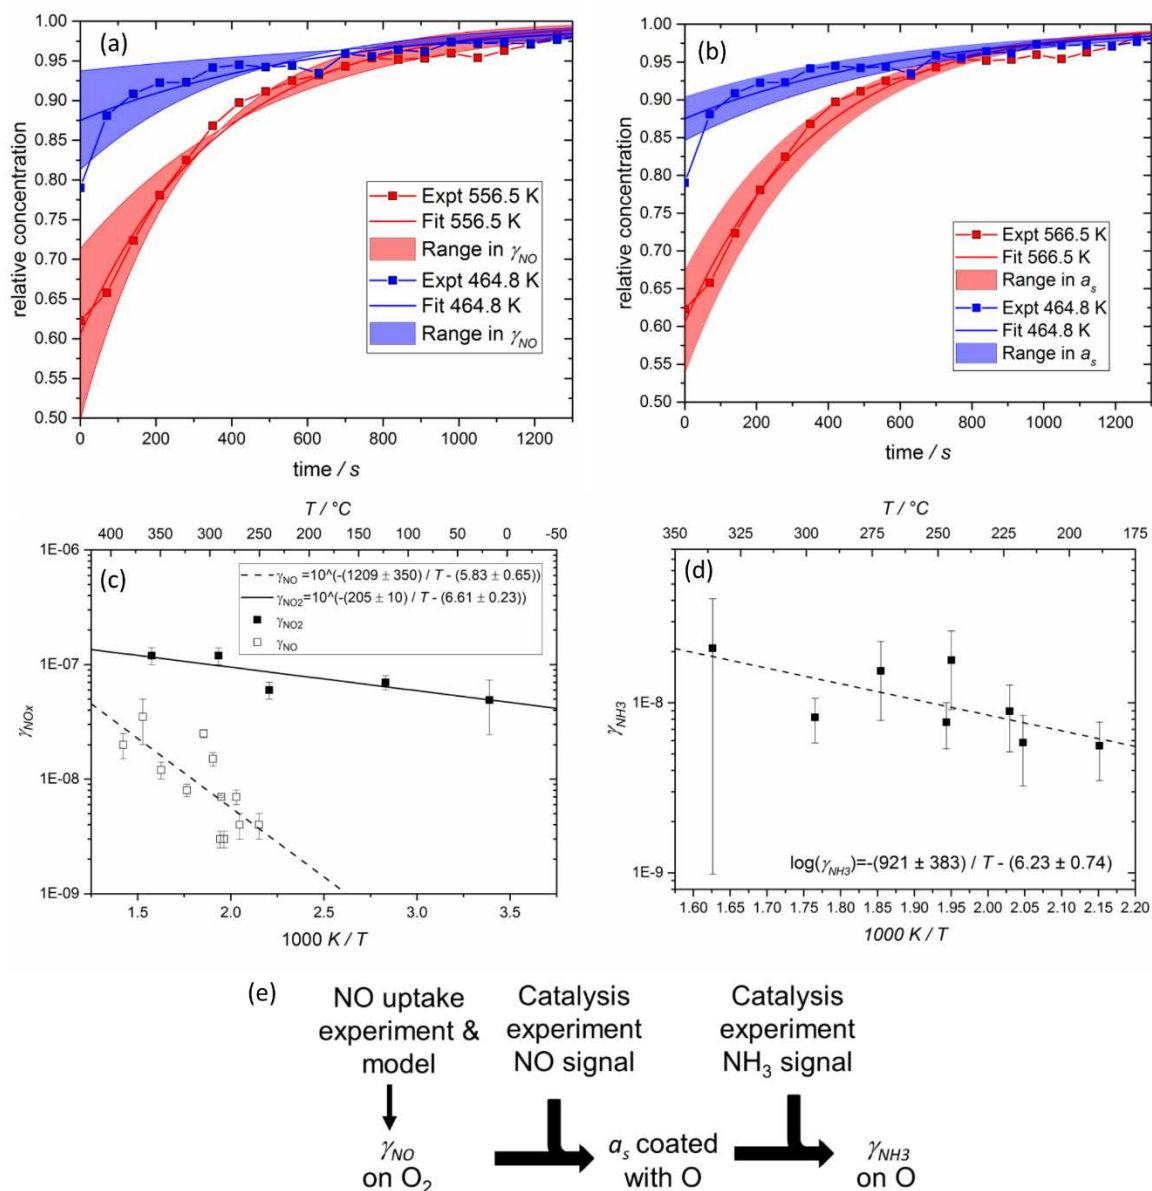 (a)
1.00
0.95
0.90
0.85
0.80
0.75
0.70
0.65
0.60
0.55
0.50
relative concentration
Expt 556.5 K
Fit 556.5 K
Range in γNO
Expt 464.8 K
Fit 464.8 K
Range in γNO
0 200 400 600 800 1000 1200
time / s
(b)
1.00
0.95
0.90
0.85
0.80
0.75
0.70
0.65
0.60
0.55
0.50
relative concentration
Expt 566.5 K
Fit 566.5 K
Range in as
Expt 464.8 K
Fit 464.8 K
Range in as
0 200 400 600 800 1000 1200
time / s
T / °C
400 350 300 250 200 150 100 50 0 -50
1E-06
1E-07
1E-08
1E-09
γNOx
γNO =10^(-(1209 ± 350) / T - (5.83 ± 0.65))
γNO2=10^(-(205 ± 10) / T - (6.61 ± 0.23))
γNO2
γNO
(c)
1.5 2.0 2.5 3.0 3.5
1000 K / T
T / °C
350 325 300 275 250 225 200 175
(d)
1E-8
1E-9
γNH3
log(γNH3)=-(921 ± 383) / T - (6.23 ± 0.74)
1.60 1.65 1.70 1.75 1.80 1.85 1.90 1.95 2.00 2.05 2.10 2.15 2.20
1000 K / T
(e)
NO uptake
experiment &
model
Catalysis
experiment
NO signal
Catalysis
experiment
NH3 signal
γNO
on O2
as coated
with O
γNH3
on O